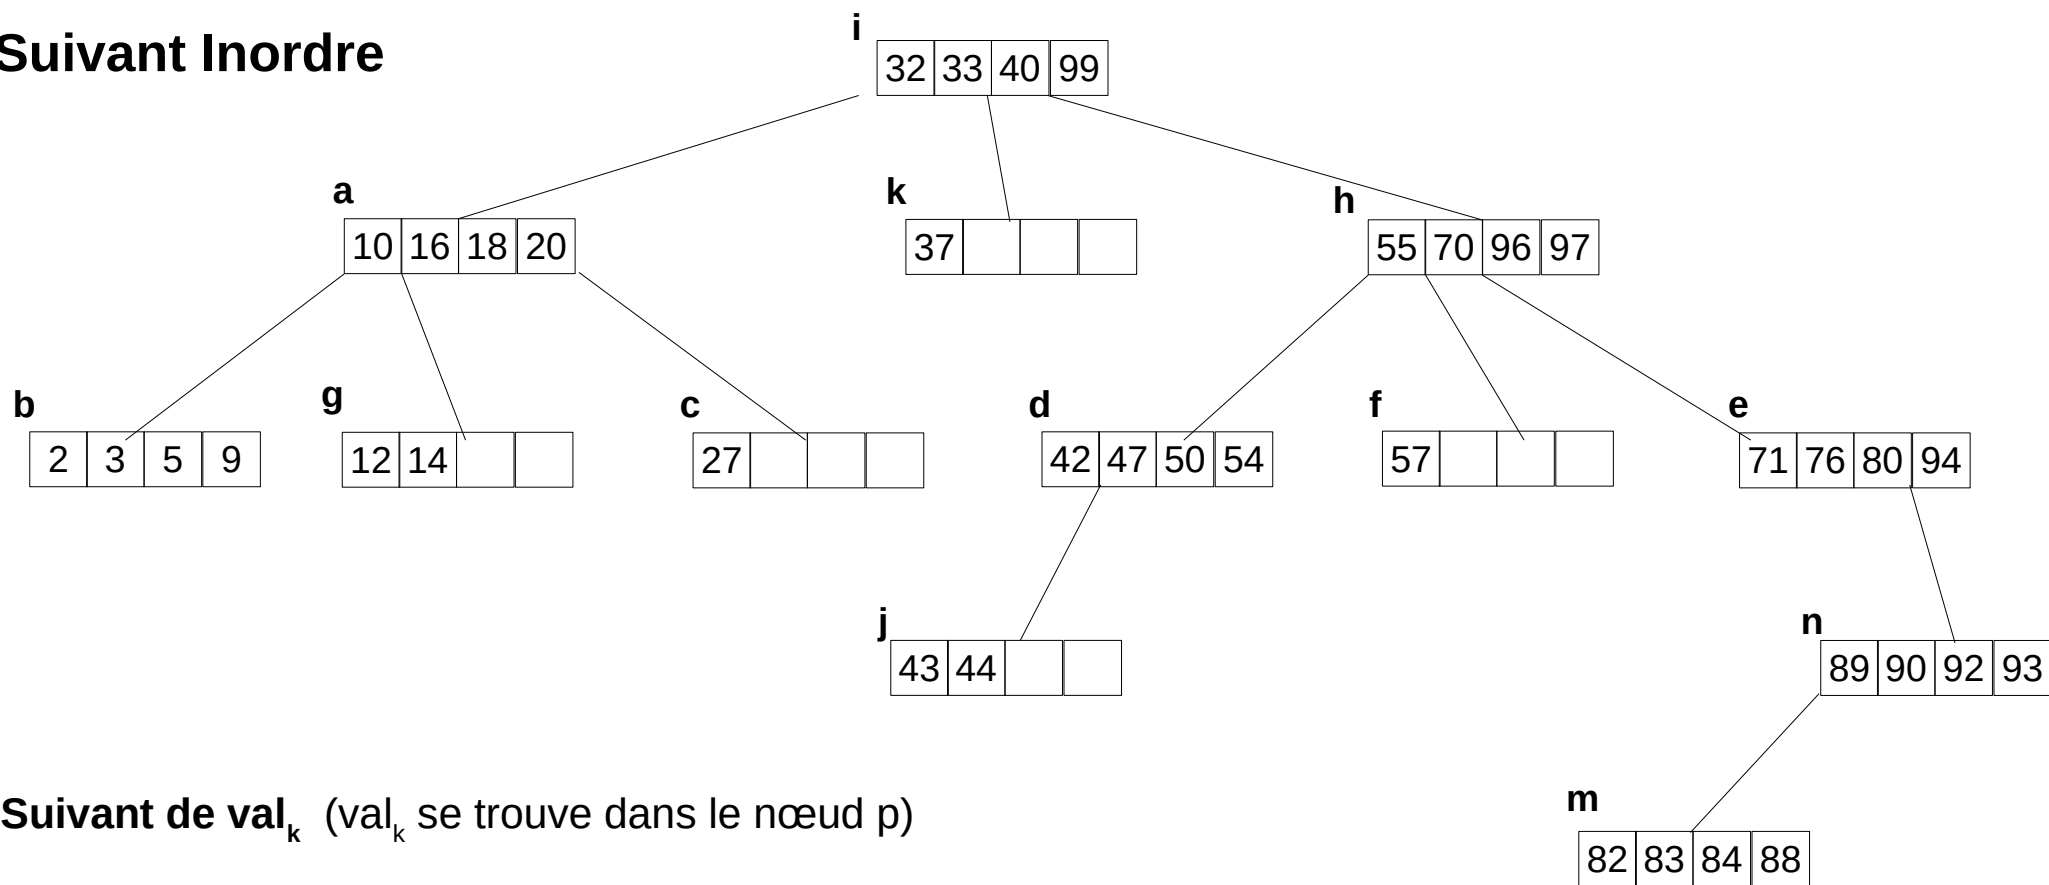 Suivant Inordre
i
32 33 40 99
a
10 16 18 20
k
37
h
55 70 96 97
b
2 3 5 9
g
12 14
c
27
d
42 47 50 54
f
57
e
71 76 80 94
j
43 44
n
89 90 92 93
m
82 83 84 88
Suivant de valk (valk se trouve dans le nœud p)